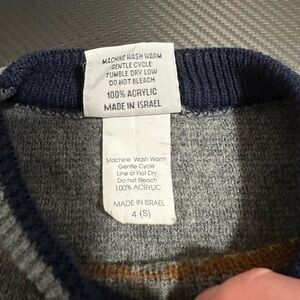 MACHINE WASH WARM
GENTLE CYCLE
TUMBLE DRY LOW
DO NOT BLEACH
100% ACRYLIC
MADE IN ISRAEL
Machine Wash Warm
Gentle Cycle
Line or Flat Dry
Do not Bleach
100% ACRYLIC
MADE IN ISRAEL
4 (S)